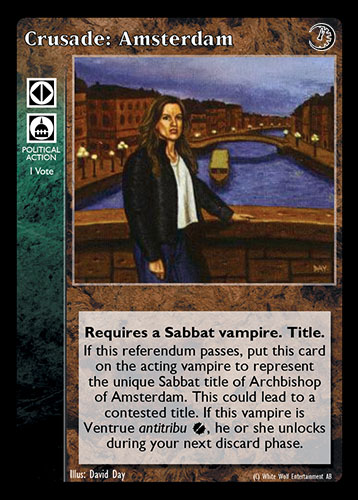 Crusade: Amsterdam
POLITICAL
ACTION
1 Vote
DAY
Requires a Sabbat vampire. Title.
If this referendum passes, put this card
on the acting vampire to represent
the unique Sabbat title of Archbishop
of Amsterdam. This could lead to a
contested title. If this vampire is
Ventrue antitribu , he or she unlocks
during your next discard phase.
Illus: David Day
(C) White Wolf Entertainment AB